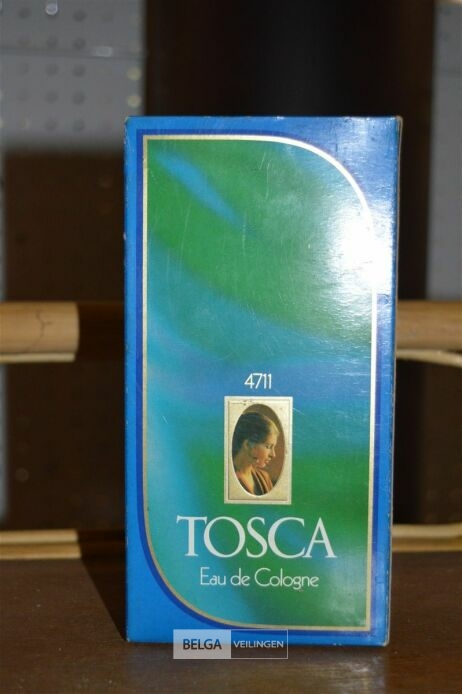 4711
TOSCA
Eau de Cologne
BELGA VEILINGEN